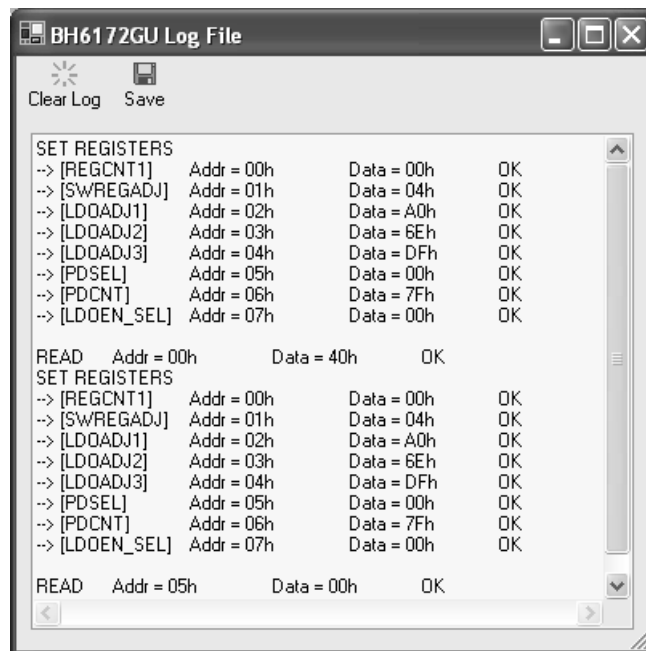 BH6172GU Log File
Clear Log Save
SET REGISTERS
--> [REGCNT1] Addr = 00h Data = 00h OK
--> [SWREGADJ] Addr = 01h Data = 04h OK
--> [LDOADJ1] Addr = 02h Data = A0h OK
--> [LDOADJ2] Addr = 03h Data = 6Eh OK
--> [LDOADJ3] Addr = 04h Data = DFh OK
--> [PDSEL] Addr = 05h Data = 00h OK
--> [PDCNT] Addr = 06h Data = 7Fh OK
--> [LDOEN_SEL] Addr = 07h Data = 00h OK
READ Addr = 00h Data = 40h OK
SET REGISTERS
--> [REGCNT1] Addr = 00h Data = 00h OK
--> [SWREGADJ] Addr = 01h Data = 04h OK
--> [LDOADJ1] Addr = 02h Data = A0h OK
--> [LDOADJ2] Addr = 03h Data = 6Eh OK
--> [LDOADJ3] Addr = 04h Data = DFh OK
--> [PDSEL] Addr = 05h Data = 00h OK
--> [PDCNT] Addr = 06h Data = 7Fh OK
--> [LDOEN_SEL] Addr = 07h Data = 00h OK
READ Addr = 05h Data = 00h OK